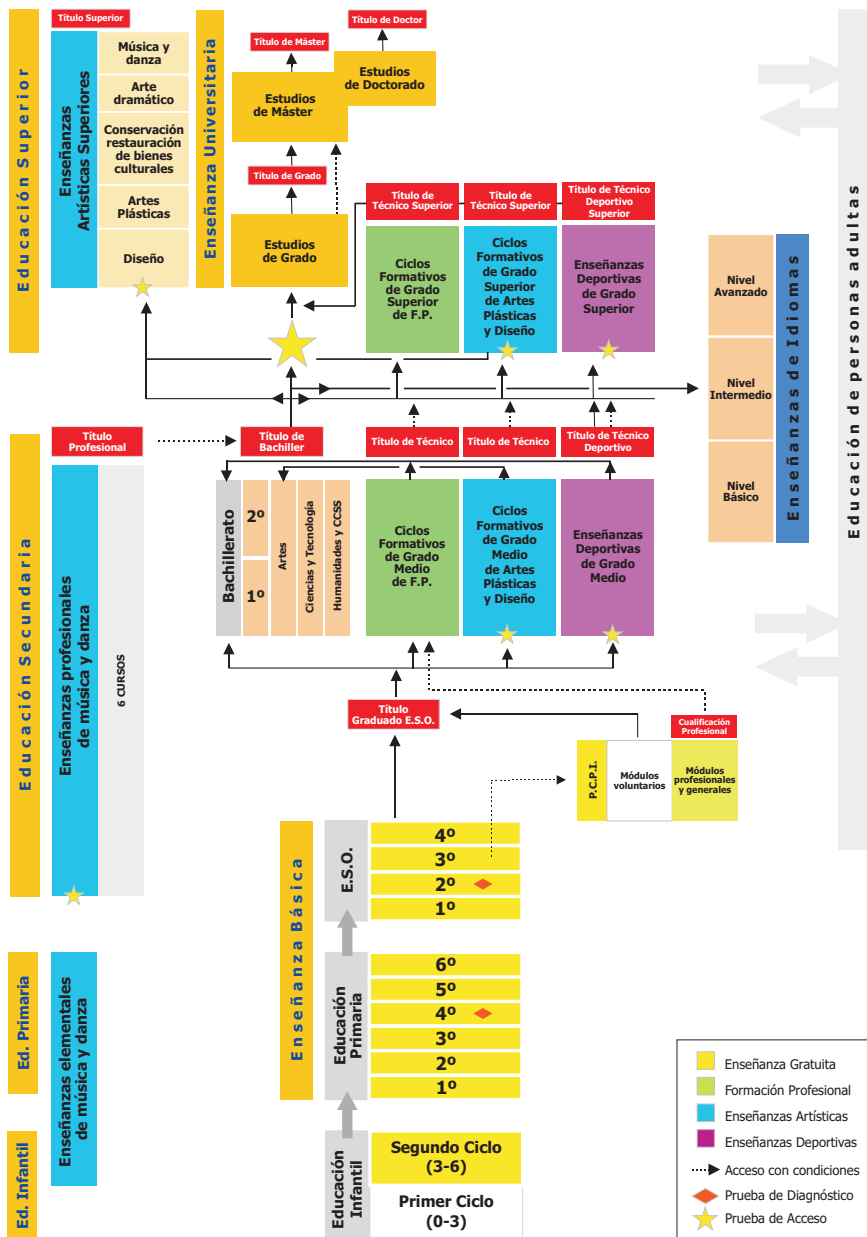 Educación Superior
Título Superior
Enseñanzas
Artísticas Superiores
Música y
danza
Arte
dramático
Conservación
restauración
de bienes
culturales
Artes
Plásticas
Diseño
Enseñanza Universitaria
Título de Máster
Título de Doctor
Estudios
de Máster
Estudios
de Doctorado
Título de Grado
Estudios
de Grado
Título de
Técnico Superior
Título de
Técnico Superior
Título de Técnico
Deportivo
Superior
Ciclos
Formativos
de Grado
Superior
de F.P.
Ciclos
Formativos
de Grado
Superior
de Artes
Plásticas
y Diseño
Enseñanzas
Deportivas
de Grado
Superior
Nivel
Avanzado
Nivel
Intermedio
Nivel
Básico
Enseñanzas de Idiomas
Educación de personas adultas
Educación Secundaria
Título
Profesional
Título de
Bachiller
Título de Técnico
Título de Técnico
Título de Técnico
Deportivo
Enseñanzas profesionales
de música y danza
6 CURSOS
Bachillerato
2º
1º
Artes
Ciencias y Tecnología
Humanidades y CCSS
Ciclos
Formativos
de Grado
Medio
de F.P.
Ciclos
Formativos
de Grado
Medio
de Artes
Plásticas
y Diseño
Enseñanzas
Deportivas
de Grado
Medio
Título
Graduado E.S.O.
Cualificación
Profesional
P.C.P.I.
Módulos
voluntarios
Módulos
profesionales
y generales
Enseñanza Básica
E.S.O.
4º
3º
2º
1º
Ed. Primaria
Enseñanzas elementales
de música y danza
Educación
Primaria
6º
5º
4º
3º
2º
1º
Ed. Infantil
Educación
Infantil
Segundo Ciclo
(3-6)
Primer Ciclo
(0-3)
Enseñanza Gratuita
Formación Profesional
Enseñanzas Artísticas
Enseñanzas Deportivas
Acceso con condiciones
Prueba de Diagnóstico
Prueba de Acceso